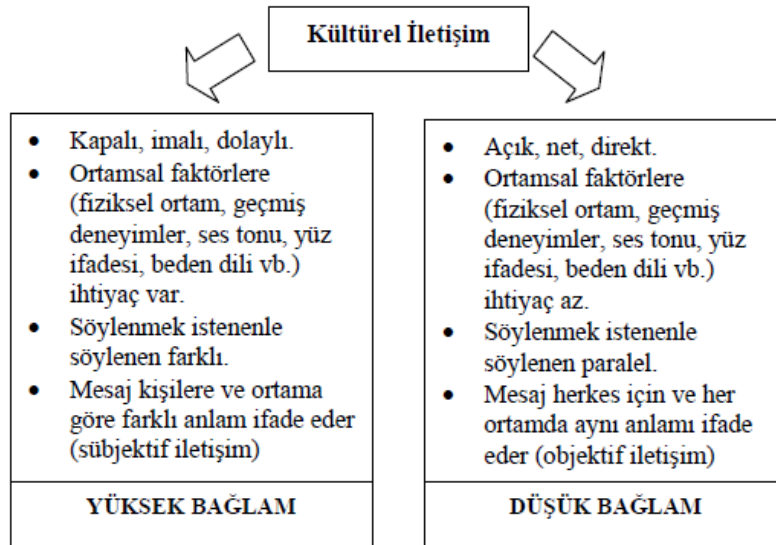 Kültürel İletişim
• Kapalı, imalı, dolaylı.
• Ortamsal faktörlere
(fiziksel ortam, geçmiş
deneyimler, ses tonu, yüz
ifadesi, beden dili vb.)
ihtiyaç var.
• Söylenmek istenenle
söylenen farklı.
• Mesaj kişilere ve ortama
göre farklı anlam ifade eder
(sübjektif iletişim)
YÜKSEK BAĞLAM
• Açık, net, direkt.
• Ortamsal faktörlere
(fiziksel ortam, geçmiş
deneyimler, ses tonu, yüz
ifadesi, beden dili vb.)
ihtiyaç az.
• Söylenmek istenenle
söylenen paralel.
• Mesaj herkes için ve her
ortamda aynı anlamı ifade
eder (objektif iletişim)
DÜŞÜK BAĞLAM